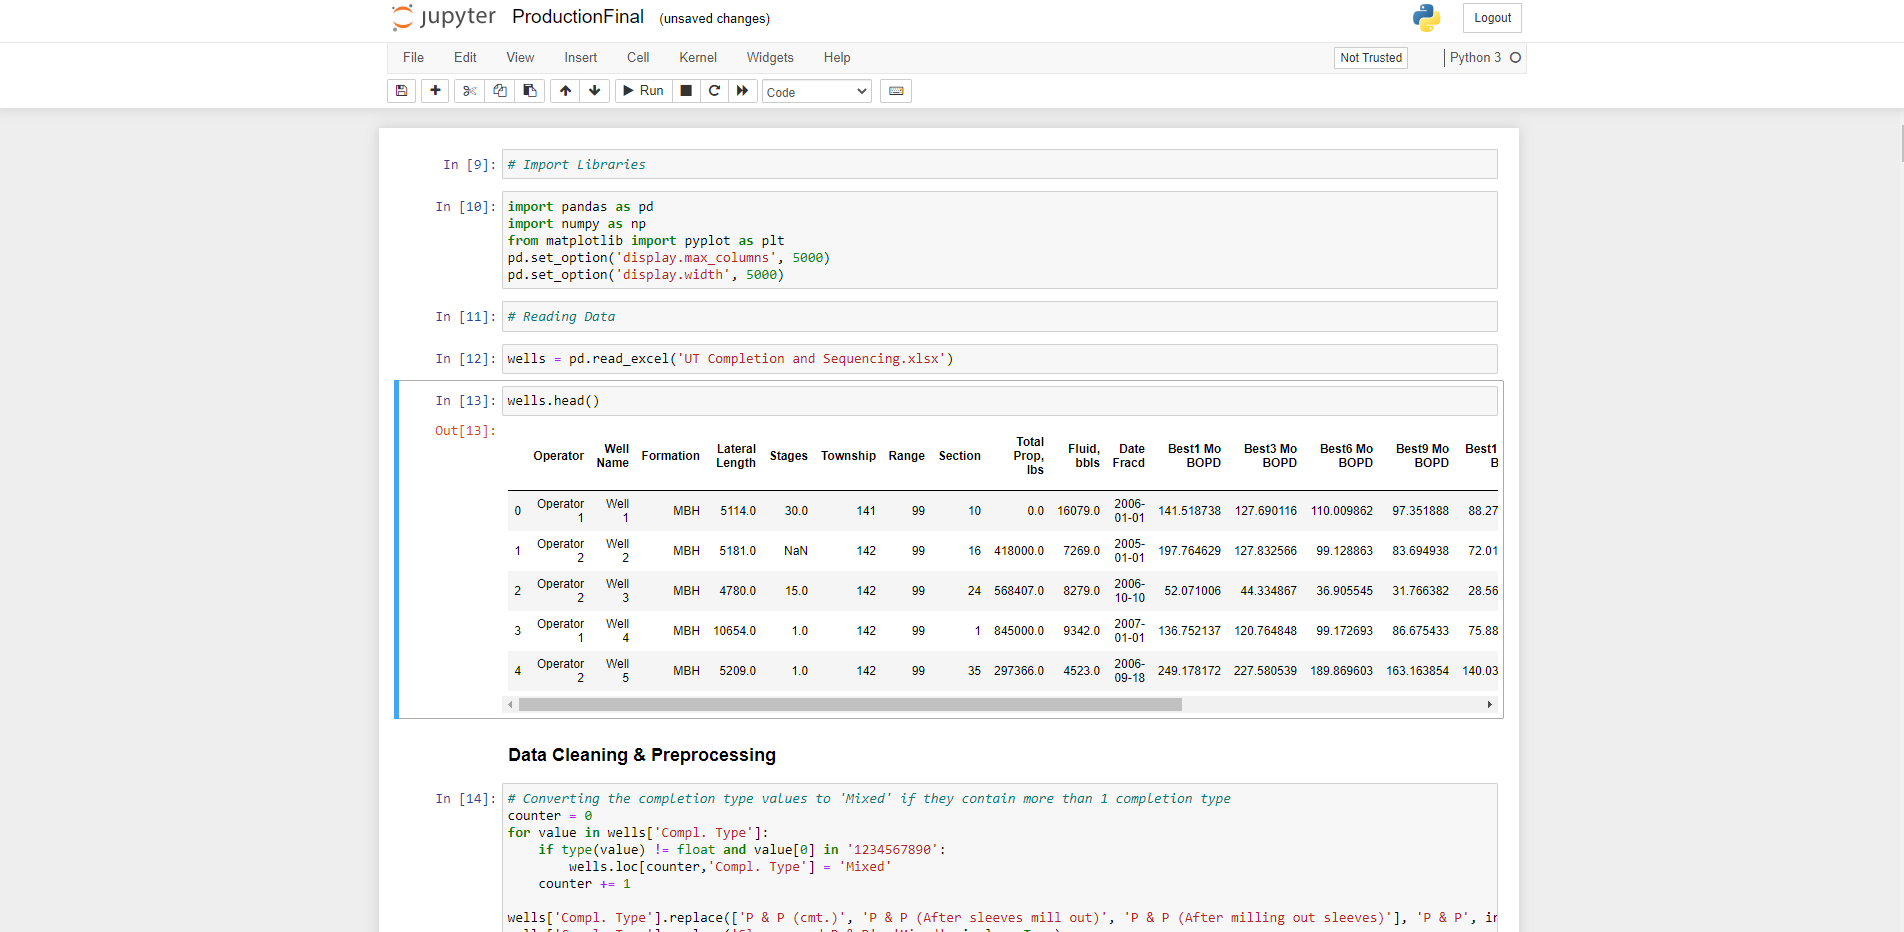 jupyter ProductionFinal (unsaved changes) Logout
File Edit View Insert Cell Kernel Widgets Help Not Trusted Python 3
Run Code
In [9]: # Import Libraries
In [10]: import pandas as pd
import numpy as np
from matplotlib import pyplot as plt
pd.set_option('display.max_columns', 5000)
pd.set_option('display.width', 5000)
In [11]: # Reading Data
In [12]: wells = pd.read_excel('UT Completion and Sequencing.xlsx')
In [13]: wells.head()
Out[13]:
Operator Well Name Formation Lateral Length Stages Township Range Section Total Prop, lbs Fluid, bbls Date Fracd Best1 Mo BOPD Best3 Mo BOPD Best6 Mo BOPD Best9 Mo BOPD Best1 B
0 Operator 1 Well 1 MBH 5114.0 30.0 141 99 10 0.0 16079.0 2006-01-01 141.518738 127.690116 110.009862 97.351888 88.27
1 Operator 2 Well 2 MBH 5181.0 NaN 142 99 16 418000.0 7269.0 2005-01-01 197.764629 127.832566 99.128863 83.694938 72.01
2 Operator 2 Well 3 MBH 4780.0 15.0 142 99 24 568407.0 8279.0 2006-10-10 52.071006 44.334867 36.905545 31.766382 28.56
3 Operator 1 Well 4 MBH 10654.0 1.0 142 99 1 845000.0 9342.0 2007-01-01 136.752137 120.764848 99.172693 86.675433 75.88
4 Operator 2 Well 5 MBH 5209.0 1.0 142 99 35 297366.0 4523.0 2006-09-18 249.178172 227.580539 189.869603 163.163854 140.03
Data Cleaning & Preprocessing
In [14]: # Converting the completion type values to 'Mixed' if they contain more than 1 completion type
counter = 0
for value in wells['Compl. Type']:
if type(value) != float and value[0] in '1234567890':
wells.loc[counter,'Compl. Type'] = 'Mixed'
counter += 1
wells['Compl. Type'].replace(['P & P (cmt.)', 'P & P (After sleeves mill out)', 'P & P (After milling out sleeves)'], 'P & P', in